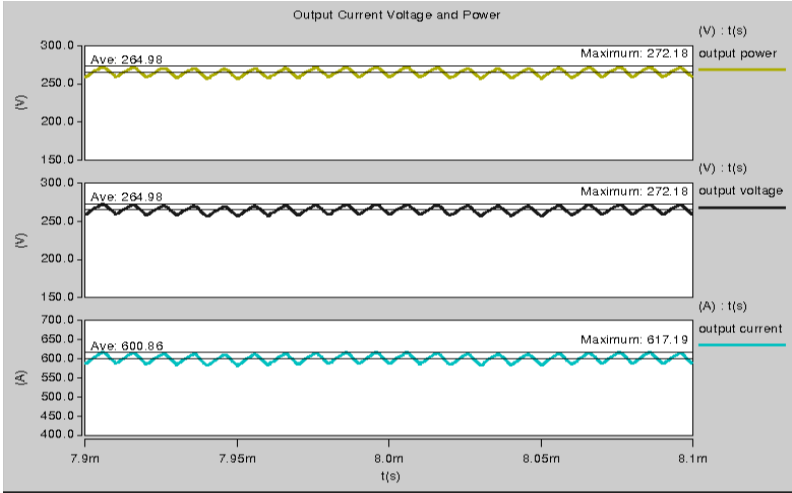 Output Current Voltage and Power
(V) : t(s)
output power
300.0
250.0
200.0
150.0
(V)
Ave: 264.98
Maximum: 272.18
(V) : t(s)
output voltage
300.0
250.0
200.0
150.0
(V)
Ave: 264.98
Maximum: 272.18
(A) : t(s)
output current
700.0
650.0
600.0
550.0
500.0
450.0
400.0
(A)
Ave: 600.86
Maximum: 617.19
7.9m
7.95m
8.0m
8.05m
8.1m
t(s)